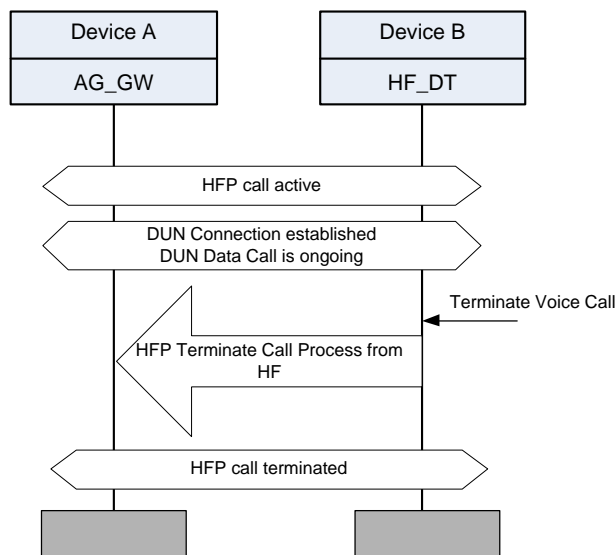 Device A
Device B
AG_GW
HF_DT
HFP call active
DUN Connection established
DUN Data Call is ongoing
Terminate Voice Call
HFP Terminate Call Process from
HF
HFP call terminated